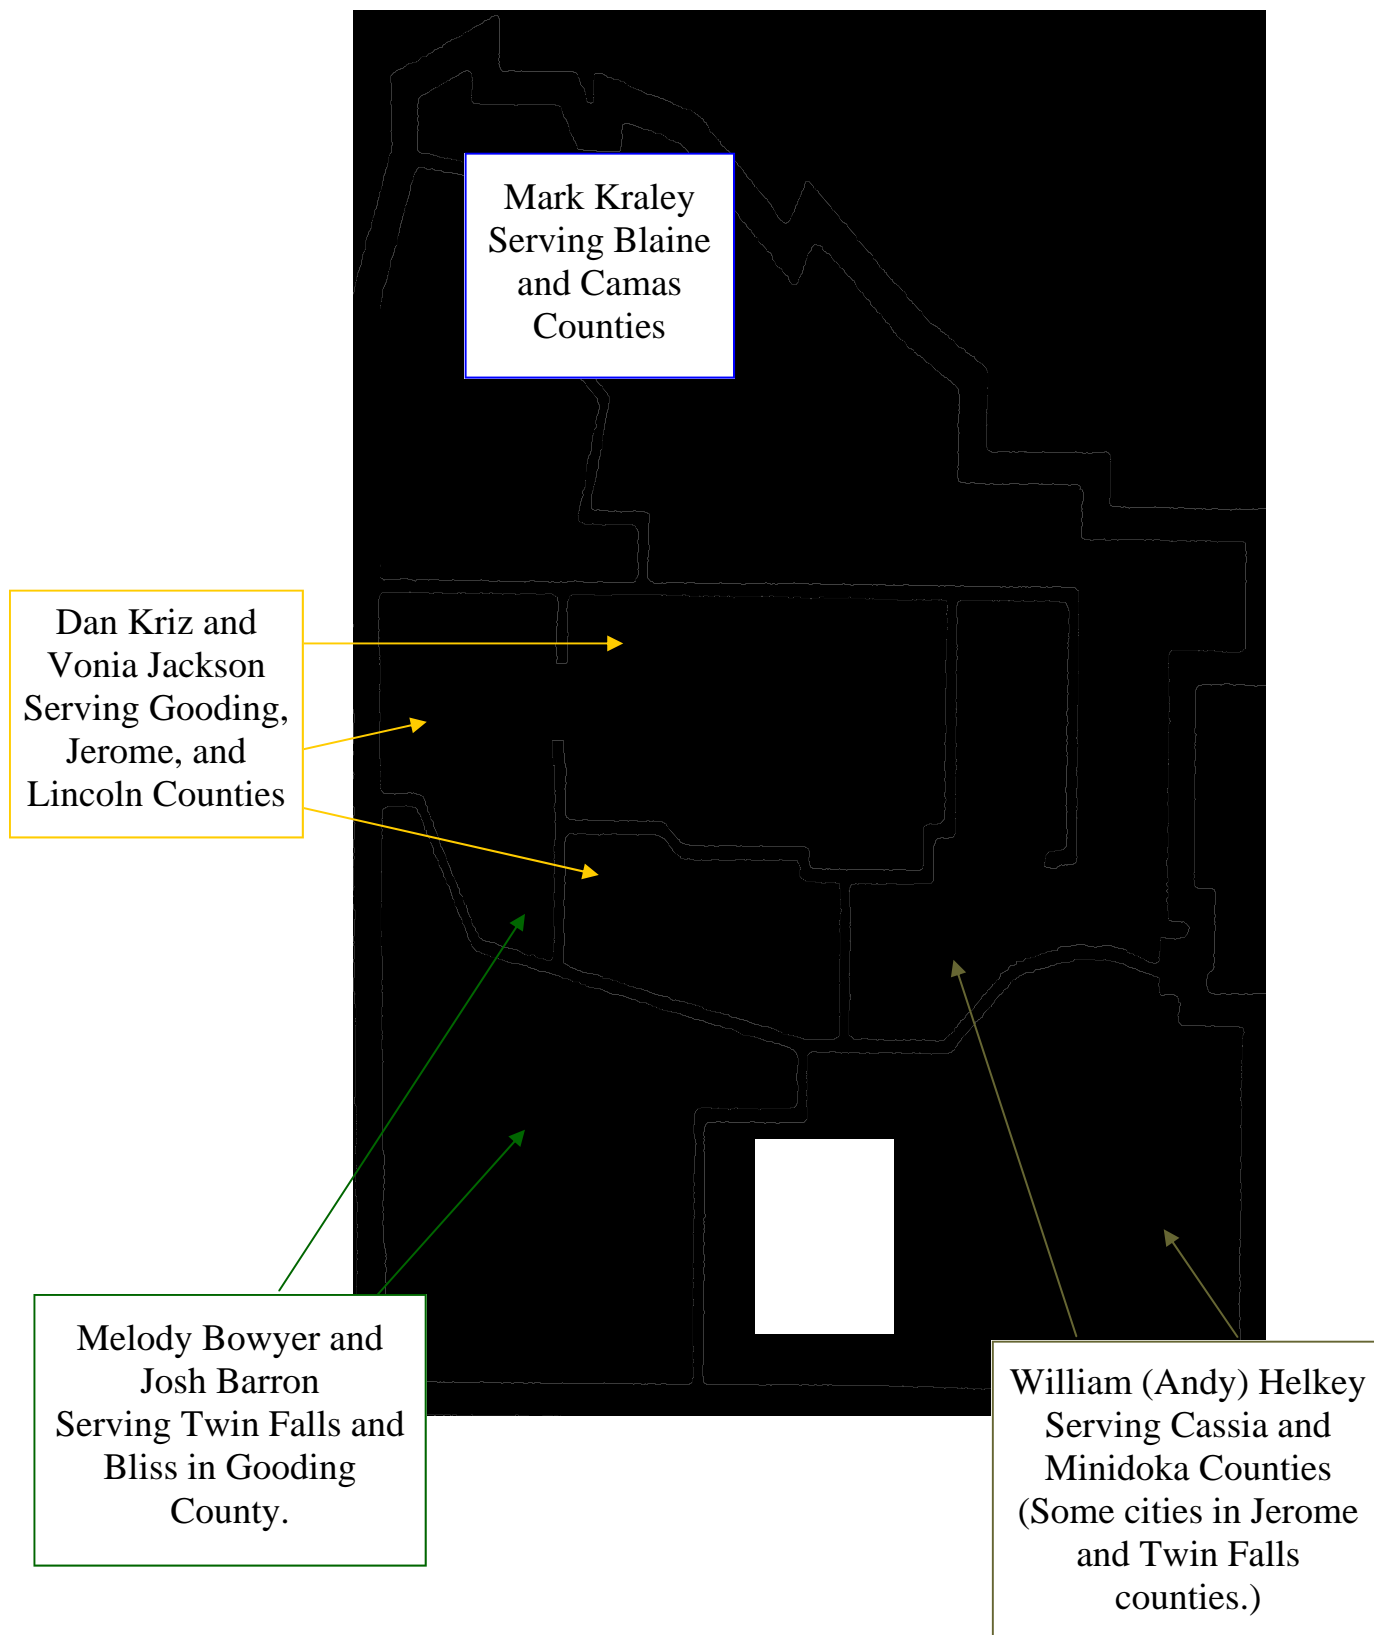 Mark Kraley
Serving Blaine
and Camas
Counties
Dan Kriz and
Vonia Jackson
Serving Gooding,
Jerome, and
Lincoln Counties
Melody Bowyer and
Josh Barron
Serving Twin Falls and
Bliss in Gooding
County.
William (Andy) Helkey
Serving Cassia and
Minidoka Counties
(Some cities in Jerome
and Twin Falls
counties.)